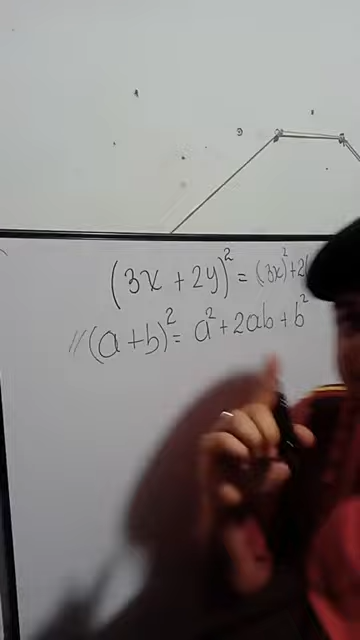 (3x + 2y)² = (3x)² + 2(
// (a + b)² = a² + 2ab + b²